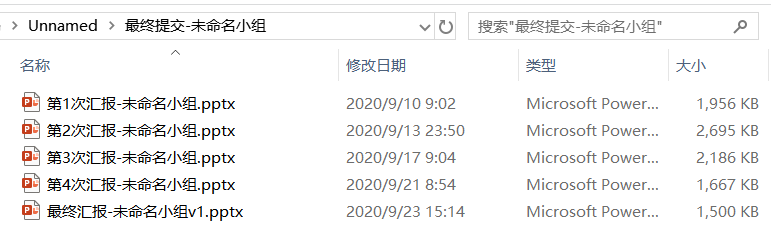 Unnamed › 最终提交-未命名小组 搜索"最终提交-未命名小组"
名称 修改日期 类型 大小
第1次汇报-未命名小组.pptx 2020/9/10 9:02 Microsoft Power... 1,956 KB
第2次汇报-未命名小组.pptx 2020/9/13 23:50 Microsoft Power... 2,695 KB
第3次汇报-未命名小组.pptx 2020/9/17 9:04 Microsoft Power... 2,186 KB
第4次汇报-未命名小组.pptx 2020/9/21 8:54 Microsoft Power... 1,667 KB
最终汇报-未命名小组v1.pptx 2020/9/23 15:14 Microsoft Power... 1,500 KB